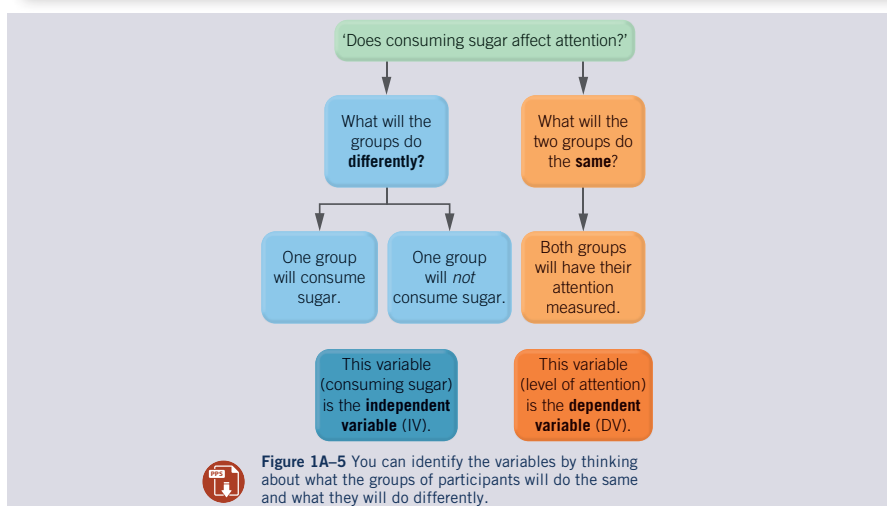 'Does consuming sugar affect attention?'
What will the
groups do
differently?
What will the
two groups do
the same?
One group
will consume
sugar.
One group
will not
consume sugar.
Both groups
will have their
attention
measured.
This variable
(consuming sugar)
is the independent
variable (IV).
This variable
(level of attention)
is the dependent
variable (DV).
PPS
Figure 1A–5 You can identify the variables by thinking
about what the groups of participants will do the same
and what they will do differently.